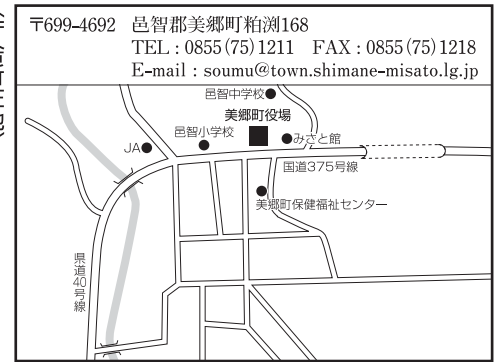 〒699-4692 邑智郡美郷町粕渕168
TEL：0855(75)1211 FAX：0855(75)1218
E-mail：soumu@town.shimane-misato.lg.jp
邑智中学校
美郷町役場
邑智小学校
みさと館
JA
国道375号線
美郷町保健福祉センター
県道40号線